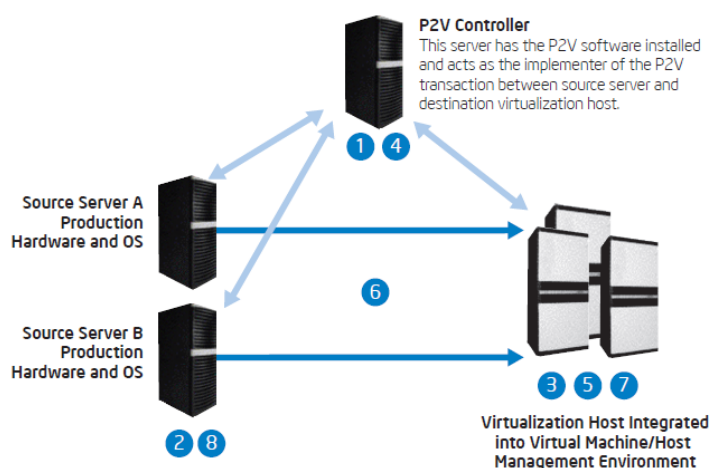 P2V Controller
This server has the P2V software installed
and acts as the implementer of the P2V
transaction between source server and
destination virtualization host.
1 4
Source Server A
Production
Hardware and OS
6
Source Server B
Production
Hardware and OS
3 5 7
2 8
Virtualization Host Integrated
into Virtual Machine/Host
Management Environment